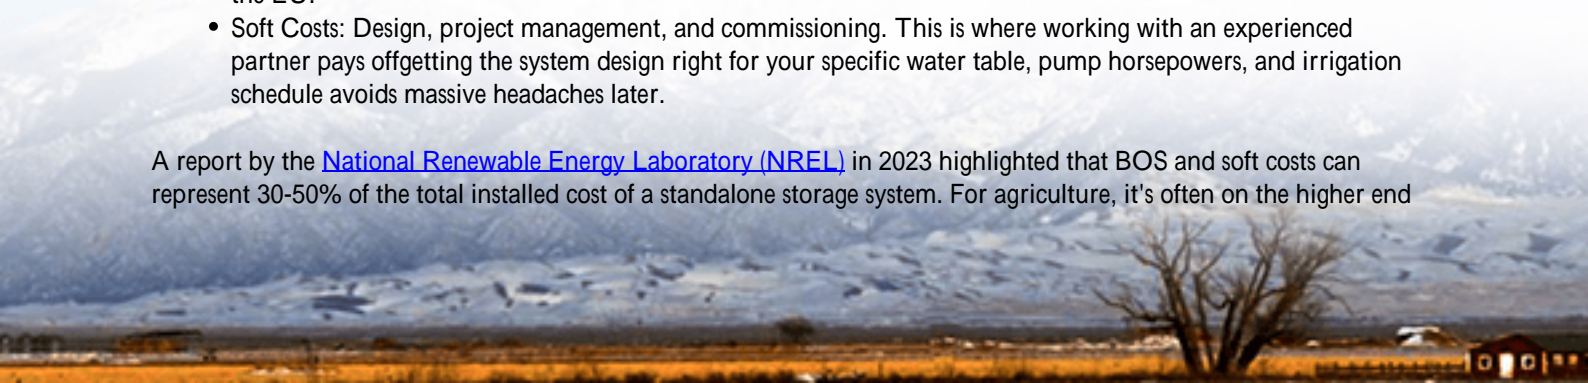 • Soft Costs: Design, project management, and commissioning. This is where working with an experienced
partner pays offgetting the system design right for your specific water table, pump horsepowers, and irrigation
schedule avoids massive headaches later.
A report by the National Renewable Energy Laboratory (NREL) in 2023 highlighted that BOS and soft costs can
represent 30-50% of the total installed cost of a standalone storage system. For agriculture, it's often on the higher end